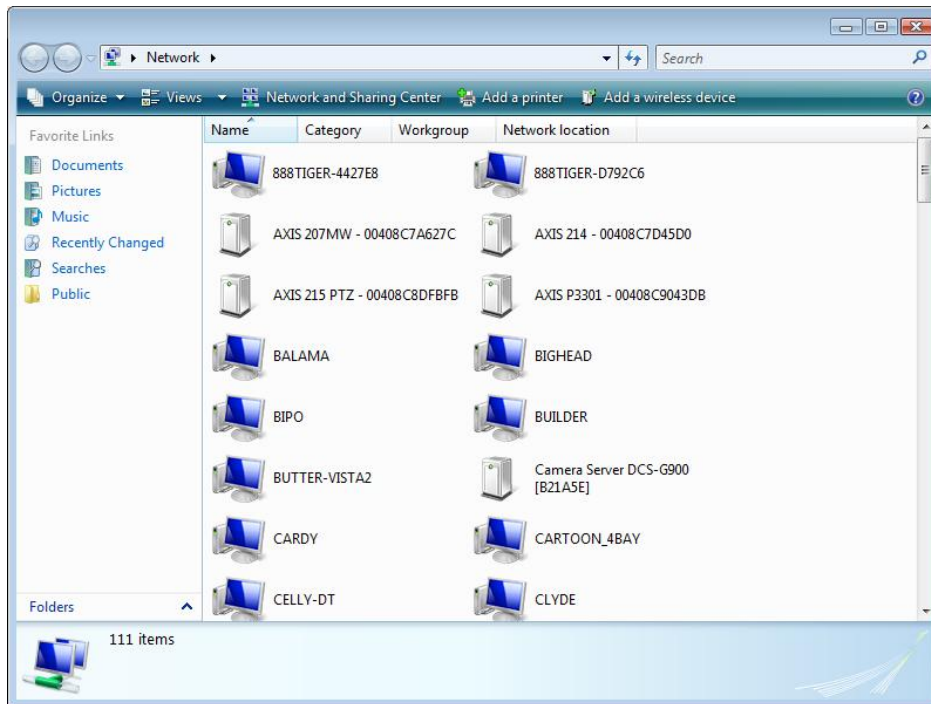 Network
Search
Organize Views Network and Sharing Center Add a printer Add a wireless device
Favorite Links
Documents
Pictures
Music
Recently Changed
Searches
Public
Folders
Name Category Workgroup Network location
888TIGER-4427E8 888TIGER-D792C6
AXIS 207MW - 00408C7A627C AXIS 214 - 00408C7D45D0
AXIS 215 PTZ - 00408C8DFBFB AXIS P3301 - 00408C9043DB
BALAMA BIGHEAD
BIPO BUILDER
BUTTER-VISTA2 Camera Server DCS-G900
[B21A5E]
CARDY CARTOON_4BAY
CELLY-DT CLYDE
111 items